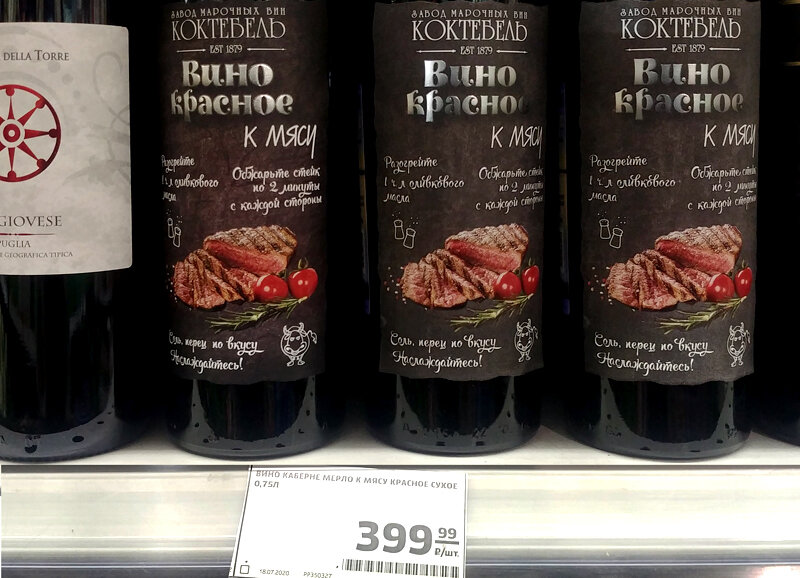 DELLA TORRE
GIOVESE
PUGLIA
E GEOGRAFICA TIPICA
ЗАВОД МАРОЧНЫХ ВИН
КОКТЕБЕЛЬ
EST 1879
Вино
красное
К МЯСУ
Разогрейте
1 ч.л оливкового
масла
Обжарьте стейк
по 2 минуты
с каждой стороны
Соль, перец по вкусу
Наслаждайтесь!
ЗАВОД МАРОЧНЫХ ВИН
КОКТЕБЕЛЬ
EST 1879
Вино
красное
К МЯСУ
Разогрейте
1 ч.л оливкового
масла
Обжарьте стейк
по 2 минуты
с каждой стороны
Соль, перец по вкусу
Наслаждайтесь!
ЗАВОД МАРОЧНЫХ ВИН
КОКТЕБЕЛЬ
EST 1879
Вино
красное
К МЯСУ
Разогрейте
1 ч.л оливкового
масла
Обжарьте стейк
по 2 минуты
с каждой стороны
Соль, перец по вкусу
Наслаждайтесь!
ВИНО КАБЕРНЕ МЕРЛО К МЯСУ КРАСНОЕ СУХОЕ
0,75Л
399 99
₽/шт.
18.07.2020 PP350327